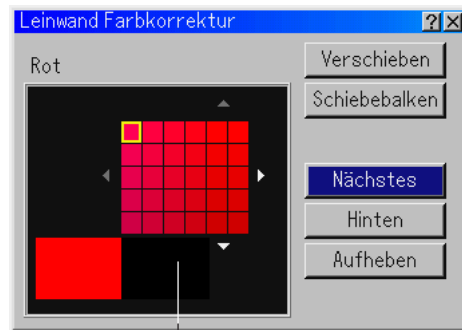 Leinwand Farbkorrektur
Rot
Verschieben
Schiebebalken
Nächstes
Hinten
Aufheben